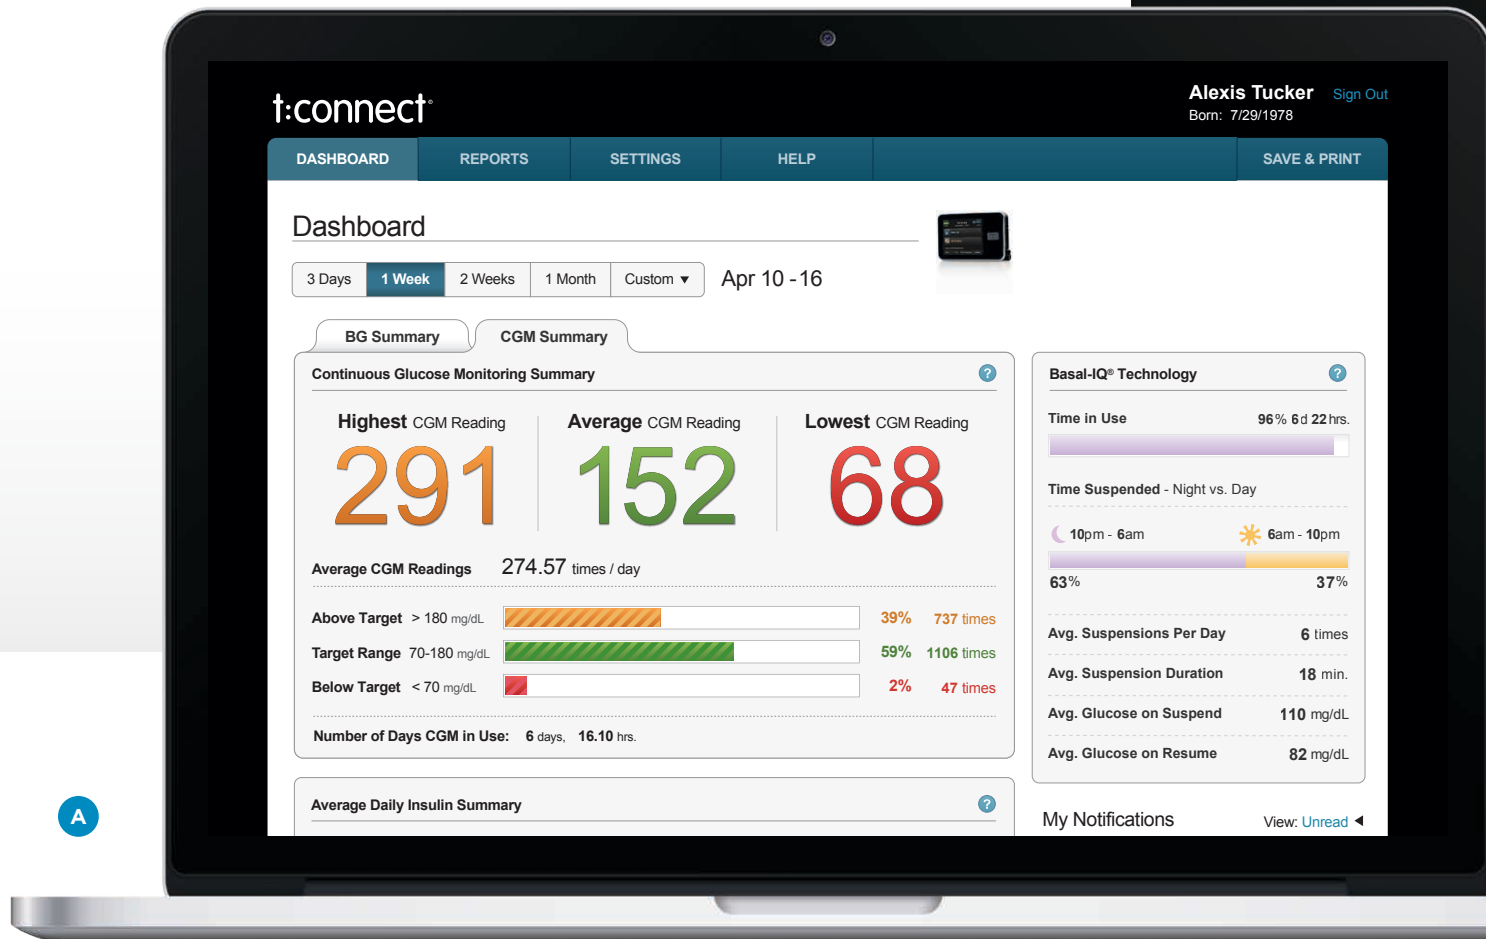 t:connect
Alexis Tucker Sign Out
Born: 7/29/1978
DASHBOARD REPORTS SETTINGS HELP SAVE & PRINT
Dashboard
3 Days 1 Week 2 Weeks 1 Month Custom ▼ Apr 10 -16
BG Summary CGM Summary
Continuous Glucose Monitoring Summary ?
Highest CGM Reading Average CGM Reading Lowest CGM Reading
291 152 68
Average CGM Readings 274.57 times / day
Above Target > 180 mg/dL 39% 737 times
Target Range 70-180 mg/dL 59% 1106 times
Below Target < 70 mg/dL 2% 47 times
Number of Days CGM in Use: 6 days, 16.10 hrs.
Average Daily Insulin Summary ?
Basal-IQ® Technology ?
Time in Use 96% 6d 22hrs.
Time Suspended - Night vs. Day
10pm - 6am 6am - 10pm
63% 37%
Avg. Suspensions Per Day 6 times
Avg. Suspension Duration 18 min.
Avg. Glucose on Suspend 110 mg/dL
Avg. Glucose on Resume 82 mg/dL
My Notifications View: Unread ◀
A